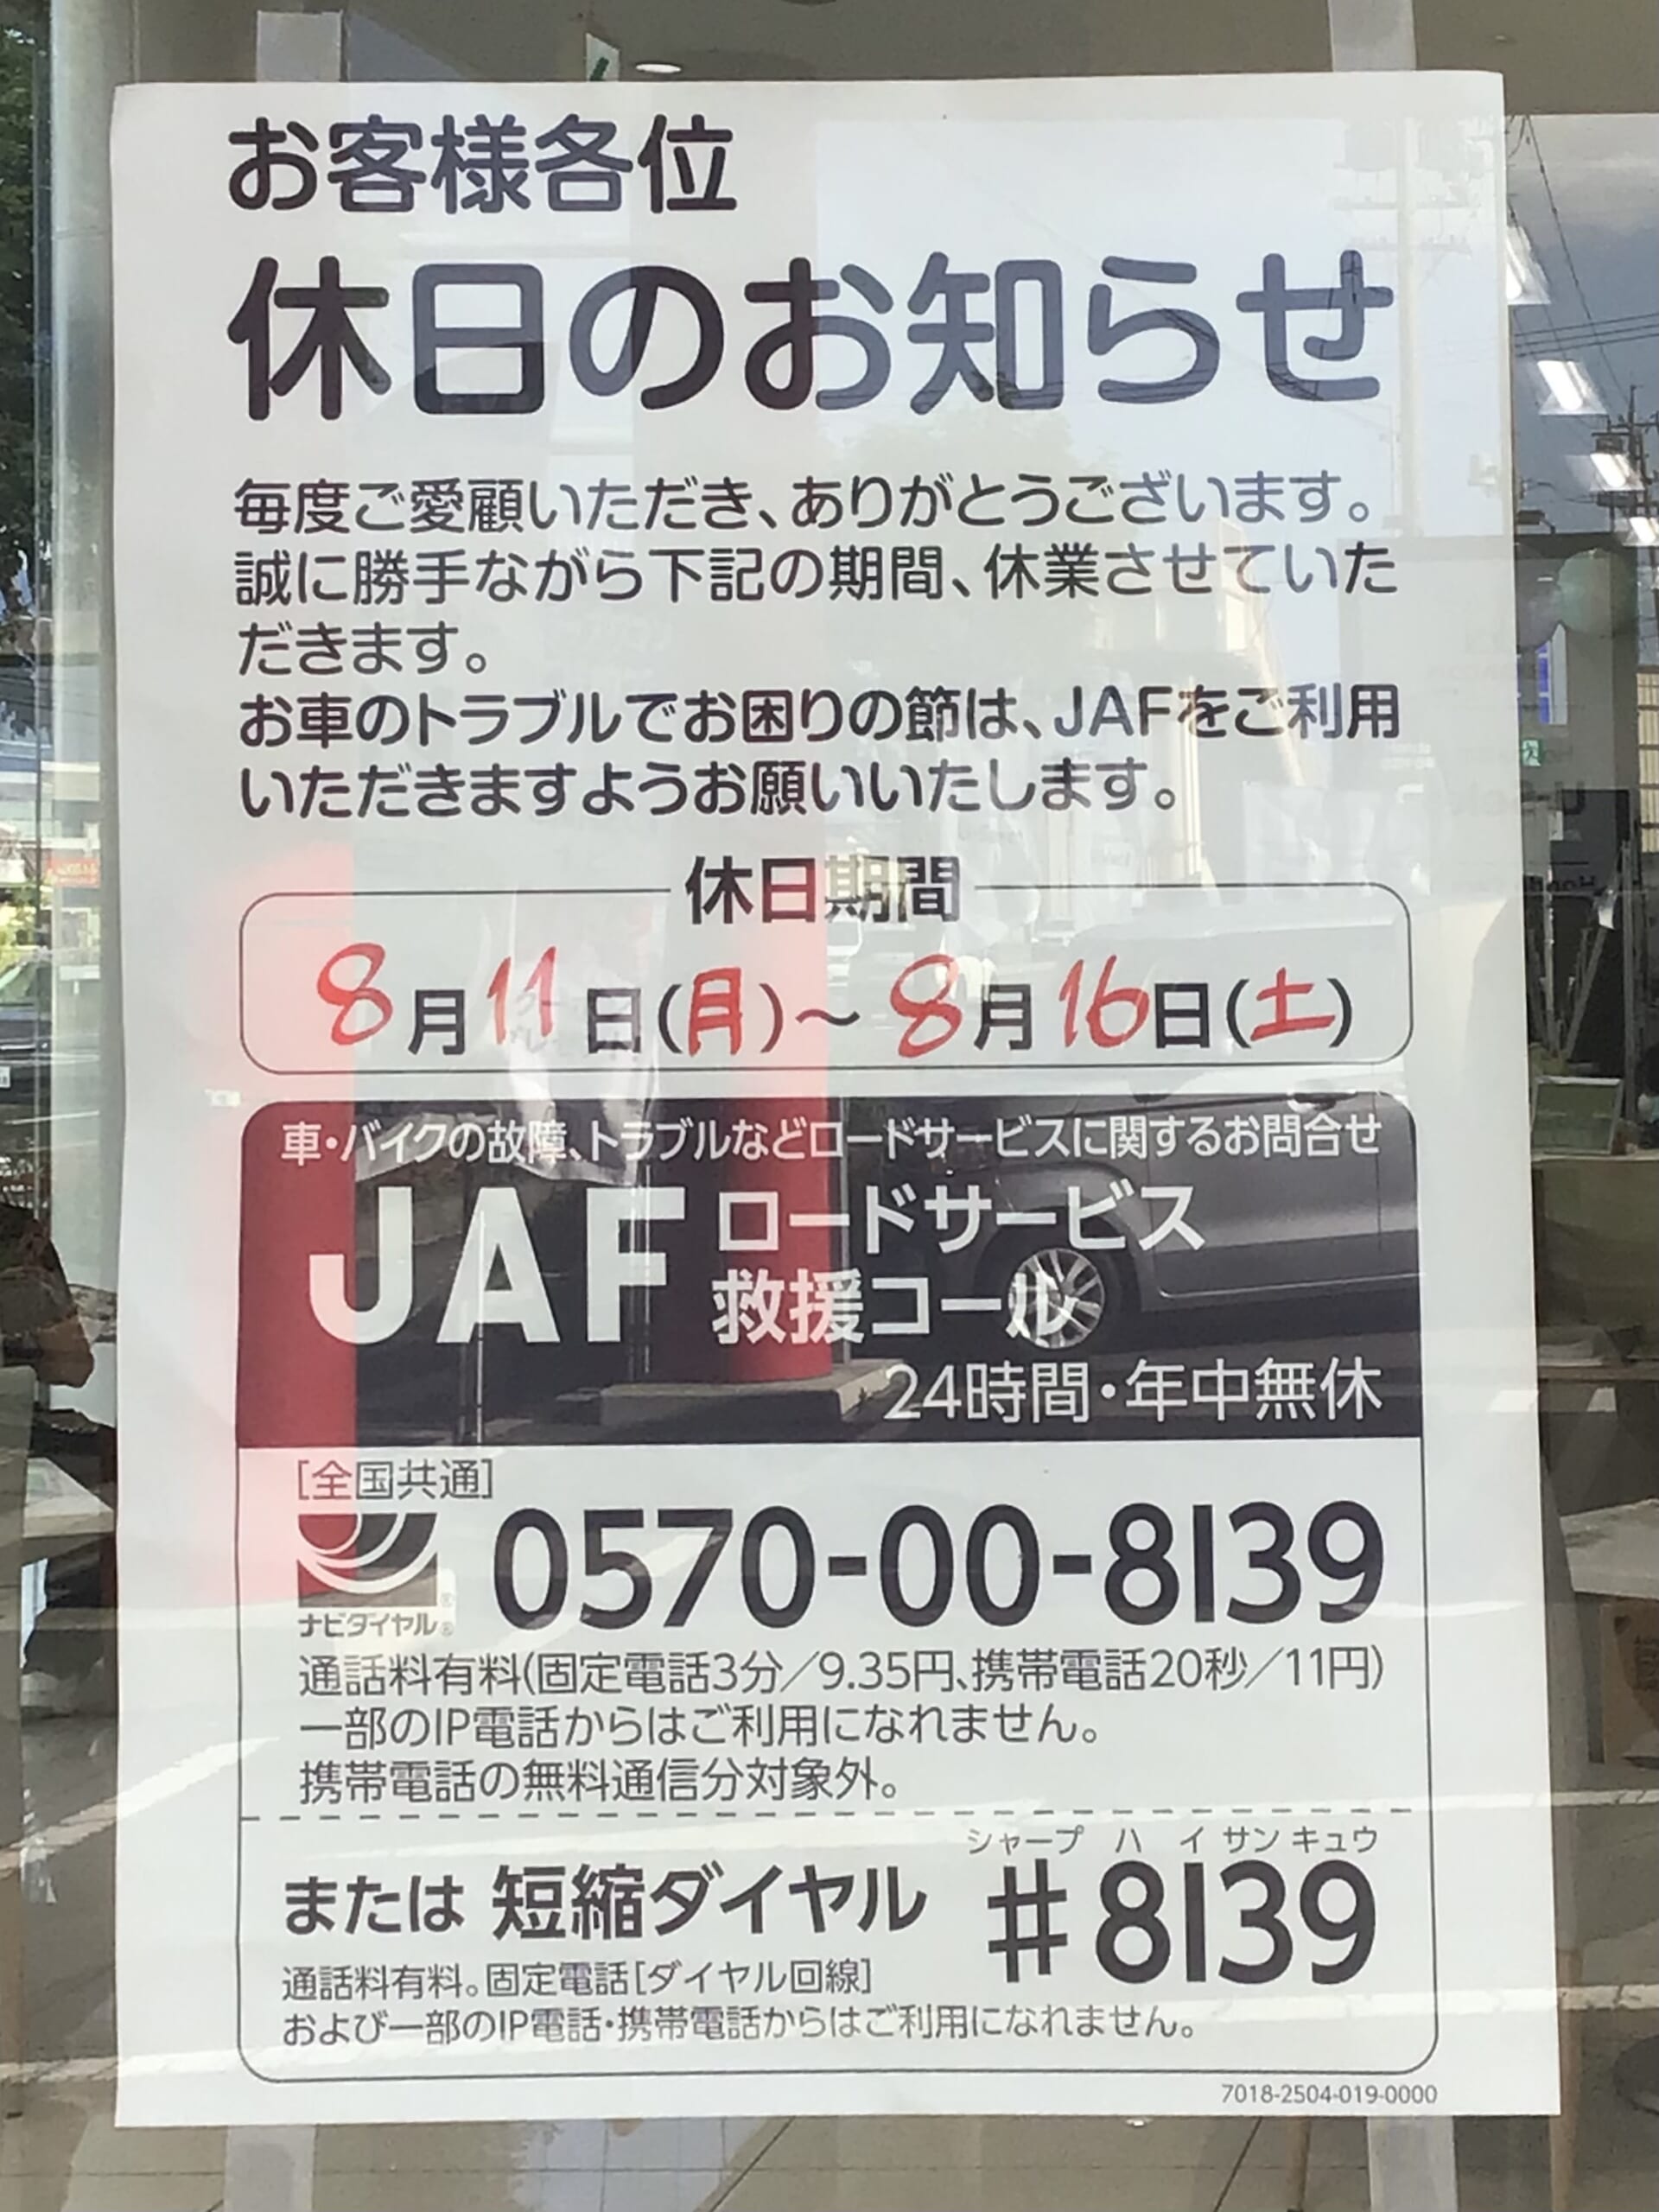 お客様各位
休日のお知らせ
毎度ご愛顧いただき、ありがとうございます。
誠に勝手ながら下記の期間、休業させていた
だきます。
お車のトラブルでお困りの節は、JAFをご利用
いただきますようお願いいたします。
休日期間
8月11日(月)～8月16日(土)
車・バイクの故障、トラブルなどロードサービスに関するお問合せ
JAF ロードサービス
救援コール
24時間・年中無休
[全国共通]
0570-00-8139
ナビダイヤル®
通話料有料(固定電話3分／9.35円、携帯電話20秒／11円)
一部のIP電話からはご利用になれません。
携帯電話の無料通信分対象外。
シャープ ハ イ サン キュウ
または 短縮ダイヤル #8139
通話料有料。固定電話[ダイヤル回線]
および一部のIP電話・携帯電話からはご利用になれません。
7018-2504-019-0000